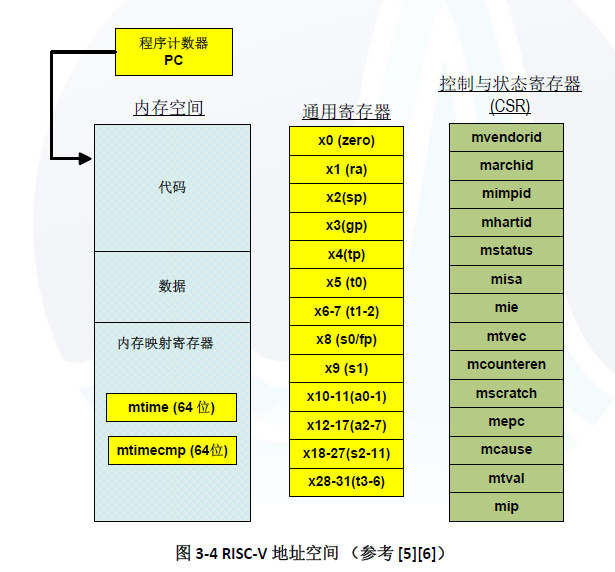 程序计数器
PC
内存空间
代码
数据
内存映射寄存器
mtime (64 位)
mtimecmp (64位)
通用寄存器
x0 (zero)
x1 (ra)
x2(sp)
x3(gp)
x4(tp)
x5 (t0)
x6-7 (t1-2)
x8 (s0/fp)
x9 (s1)
x10-11(a0-1)
x12-17(a2-7)
x18-27(s2-11)
x28-31(t3-6)
控制与状态寄存器
(CSR)
mvendorid
marchid
mimpid
mhartid
mstatus
misa
mie
mtvec
mcounteren
mscratch
mepc
mcause
mtval
mip
图 3-4 RISC-V 地址空间 （参考 [5][6]）